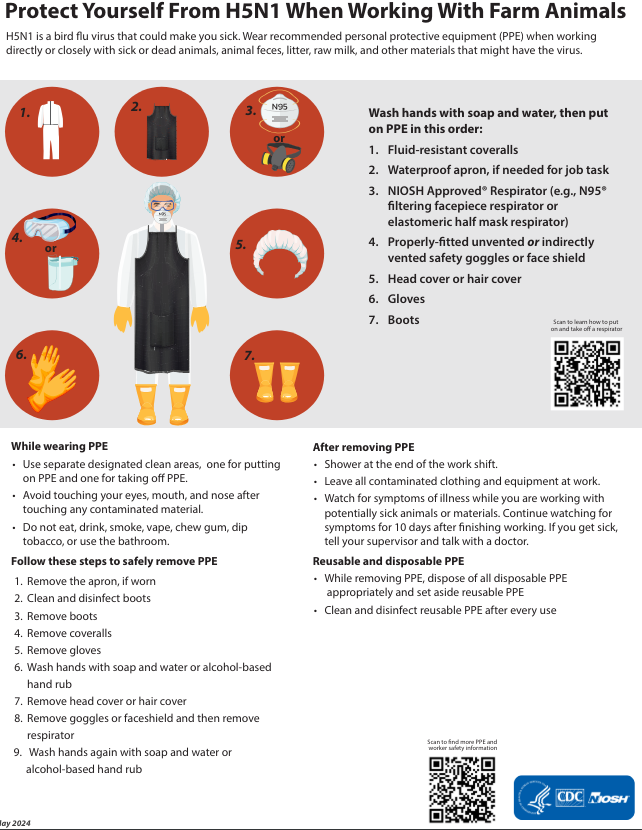 Protect Yourself From H5N1 When Working With Farm Animals
H5N1 is a bird flu virus that could make you sick. Wear recommended personal protective equipment (PPE) when working
directly or closely with sick or dead animals, animal feces, litter, raw milk, and other materials that might have the virus.
1.
2.
3.
N95
or
4.
or
N95
5.
6.
7.
Wash hands with soap and water, then put
on PPE in this order:
1. Fluid-resistant coveralls
2. Waterproof apron, if needed for job task
3. NIOSH Approved® Respirator (e.g., N95®
filtering facepiece respirator or
elastomeric half mask respirator)
4. Properly-fitted unvented or indirectly
vented safety goggles or face shield
5. Head cover or hair cover
6. Gloves
7. Boots
Scan to learn how to put
on and take off a respirator
While wearing PPE
• Use separate designated clean areas, one for putting
on PPE and one for taking off PPE.
• Avoid touching your eyes, mouth, and nose after
touching any contaminated material.
• Do not eat, drink, smoke, vape, chew gum, dip
tobacco, or use the bathroom.
Follow these steps to safely remove PPE
1. Remove the apron, if worn
2. Clean and disinfect boots
3. Remove boots
4. Remove coveralls
5. Remove gloves
6. Wash hands with soap and water or alcohol-based
hand rub
7. Remove head cover or hair cover
8. Remove goggles or faceshield and then remove
respirator
9. Wash hands again with soap and water or
alcohol-based hand rub
After removing PPE
• Shower at the end of the work shift.
• Leave all contaminated clothing and equipment at work.
• Watch for symptoms of illness while you are working with
potentially sick animals or materials. Continue watching for
symptoms for 10 days after finishing working. If you get sick,
tell your supervisor and talk with a doctor.
Reusable and disposable PPE
• While removing PPE, dispose of all disposable PPE
appropriately and set aside reusable PPE
• Clean and disinfect reusable PPE after every use
Scan to find more PPE and
worker safety information
CDC
NIOSH
2024